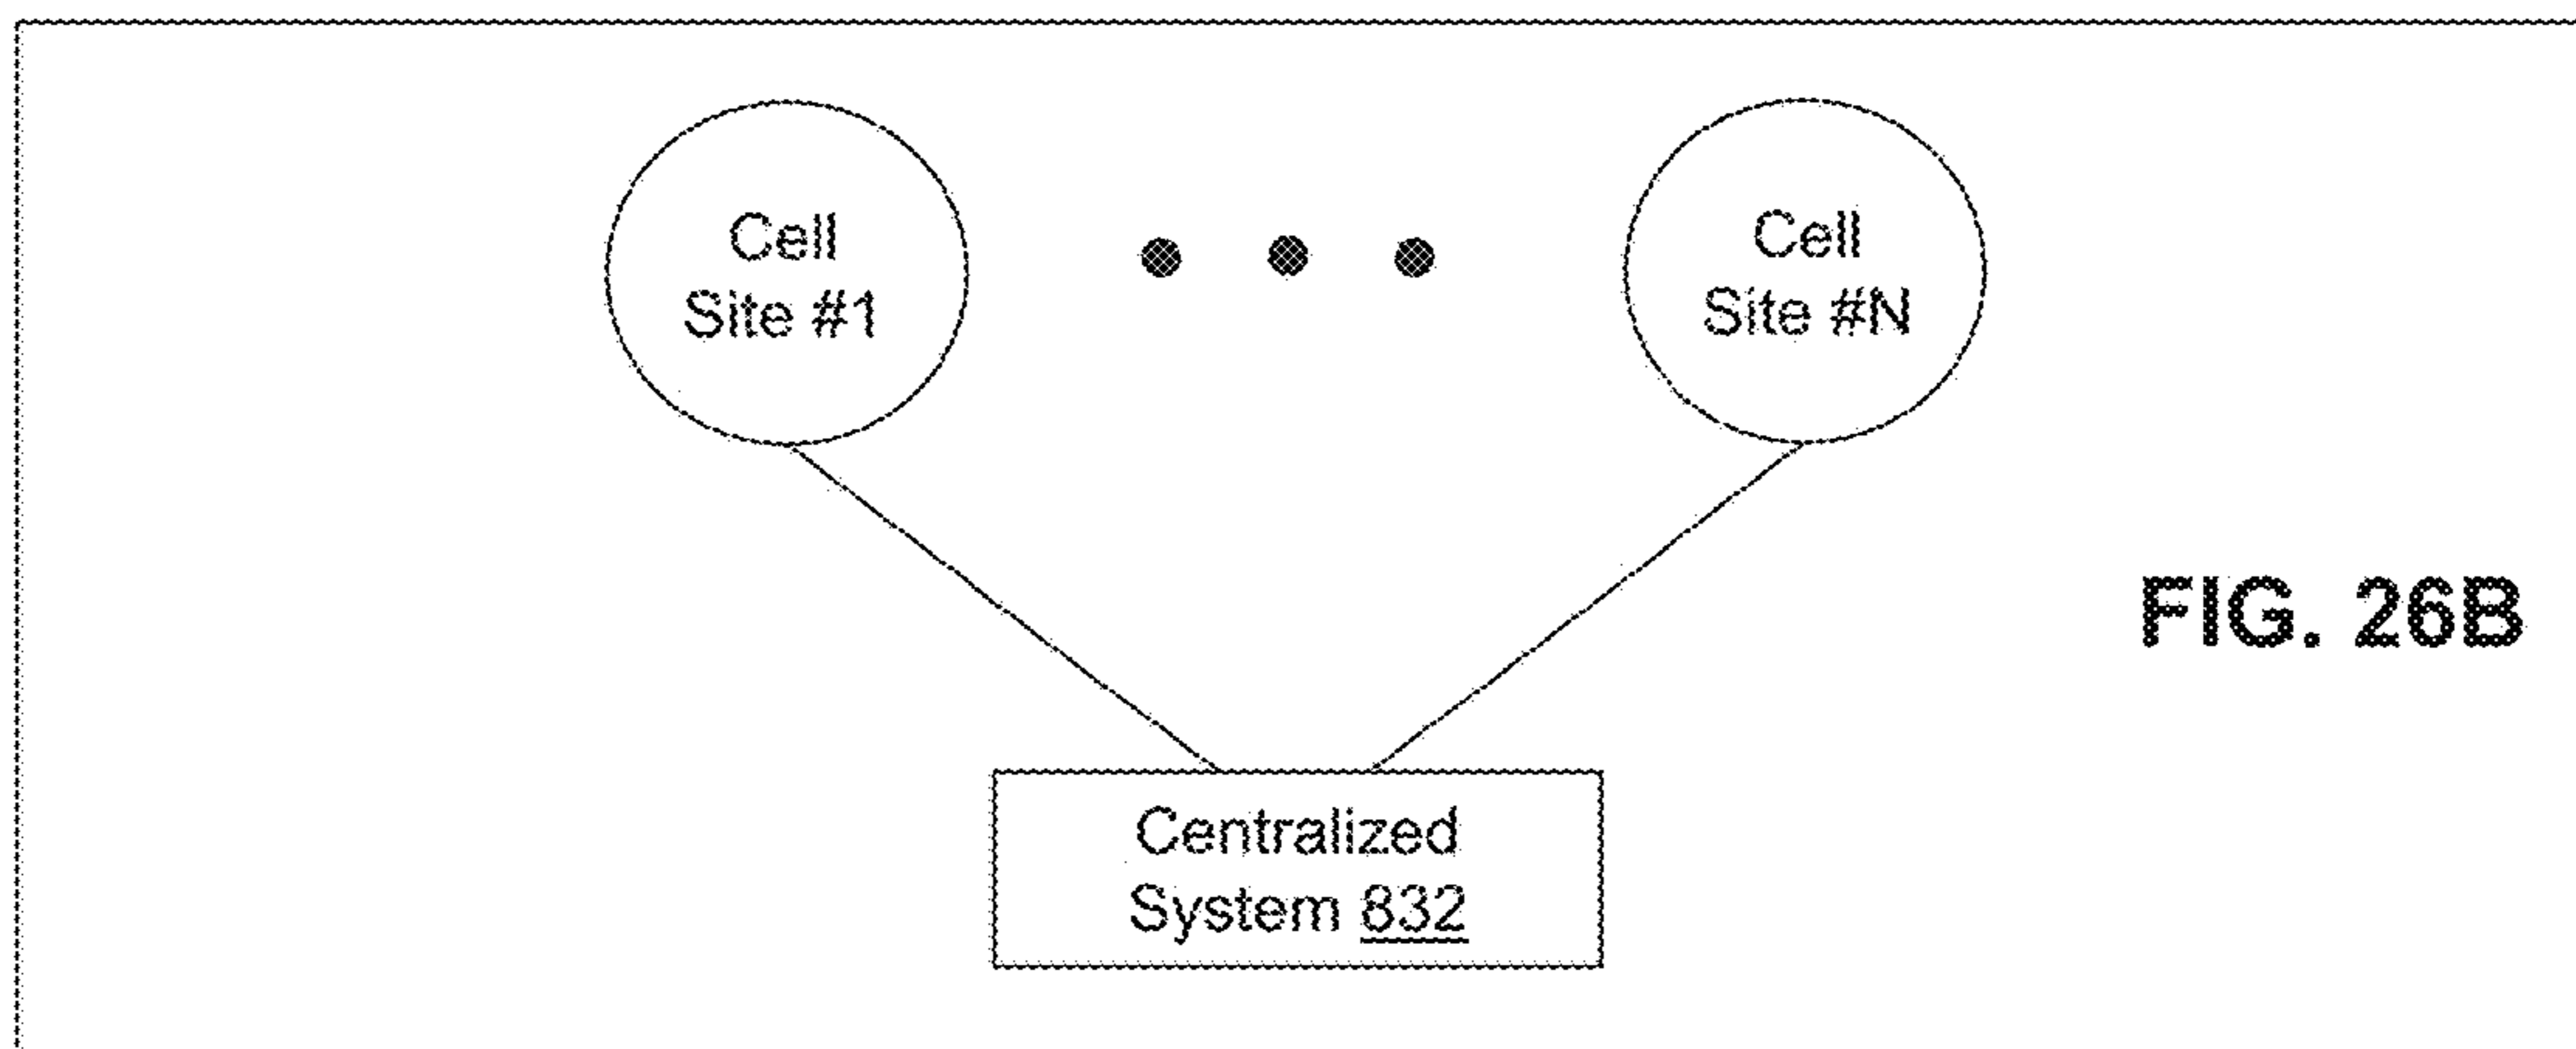 Cell
Site #1
Cell
Site #N
FIG. 26B
Centralized
System 832